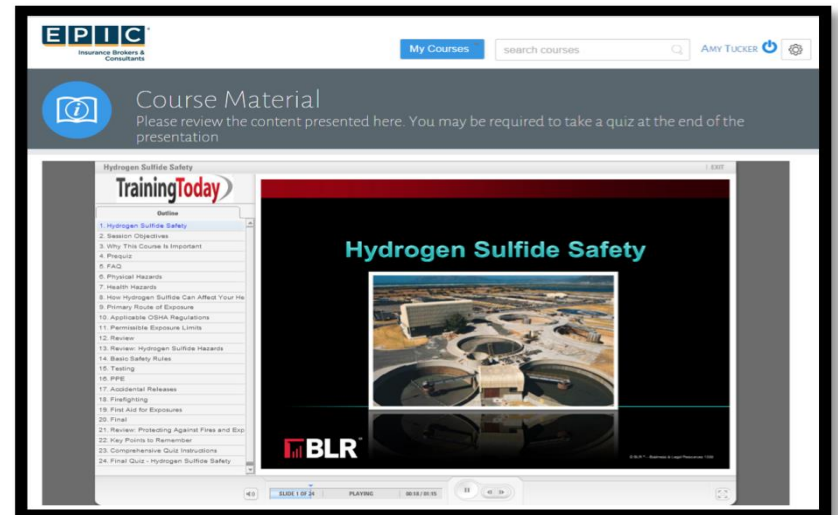 EPIC
Insurance Brokers &
Consultants
My Courses
search courses
AMY TUCKER
Course Material
Please review the content presented here. You may be required to take a quiz at the end of the
presentation
Hydrogen Sulfide Safety
EXIT
TrainingToday
Outline
1. Hydrogen Sulfide Safety
2. Session Objectives
3. Why This Course Is Important
4. Prequiz
5. FAQ
6. Physical Hazards
7. Health Hazards
8. How Hydrogen Sulfide Can Affect Your He
9. Primary Route of Exposure
10. Applicable OSHA Regulations
11. Permissible Exposure Limits
12. Review
13. Review: Hydrogen Sulfide Hazards
14. Basic Safety Rules
15. Testing
16. PPE
17. Accidental Releases
18. Firefighting
19. First Aid for Exposures
20. Final
21. Review: Protecting Against Fires and Exp
22. Key Points to Remember
23. Comprehensive Quiz Instructions
24. Final Quiz - Hydrogen Sulfide Safety
Hydrogen Sulfide Safety
BLR
SLIDE 1 OF 24
PLAYING
00:10 / 01:15